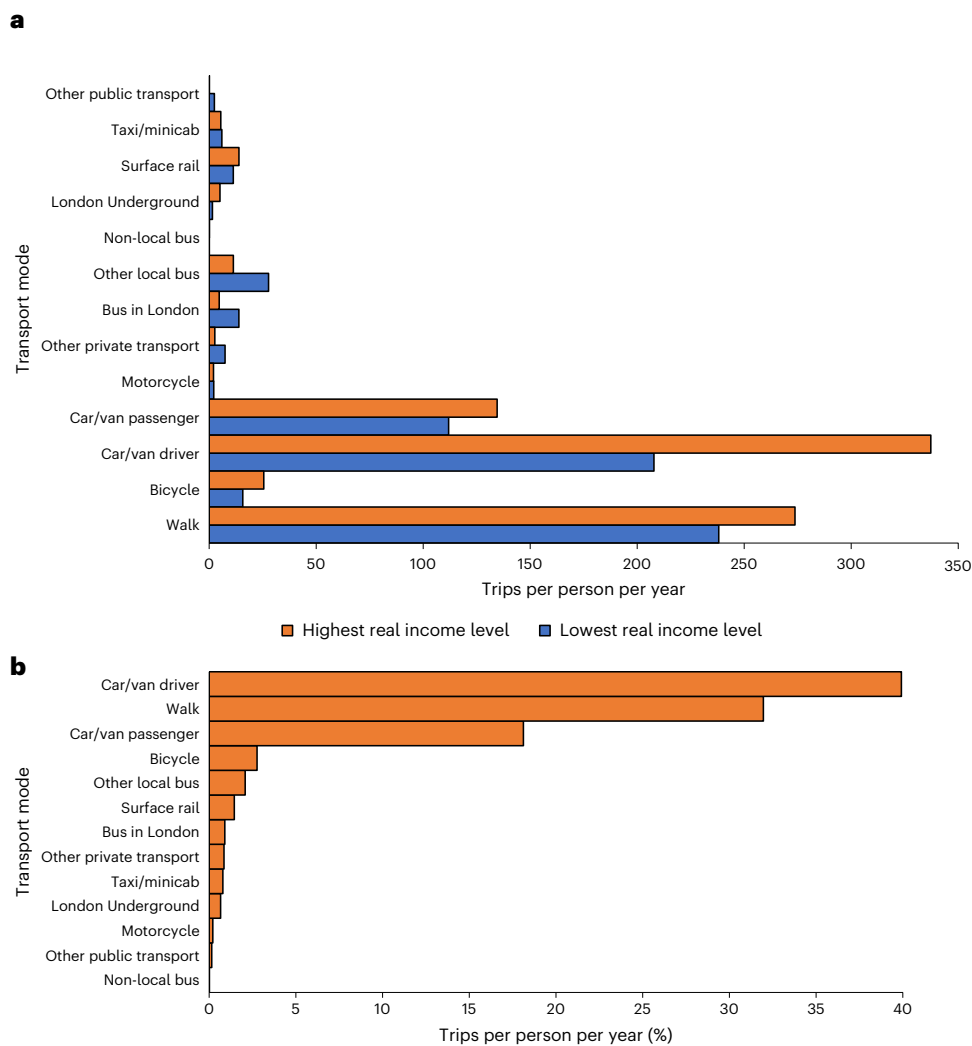 a
Transport mode
Other public transport
Taxi/minicab
Surface rail
London Underground
Non-local bus
Other local bus
Bus in London
Other private transport
Motorcycle
Car/van passenger
Car/van driver
Bicycle
Walk
0 50 100 150 200 250 300 350
Trips per person per year
Highest real income level Lowest real income level
b
Transport mode
Car/van driver
Walk
Car/van passenger
Bicycle
Other local bus
Surface rail
Bus in London
Other private transport
Taxi/minicab
London Underground
Motorcycle
Other public transport
Non-local bus
0 5 10 15 20 25 30 35 40
Trips per person per year (%)